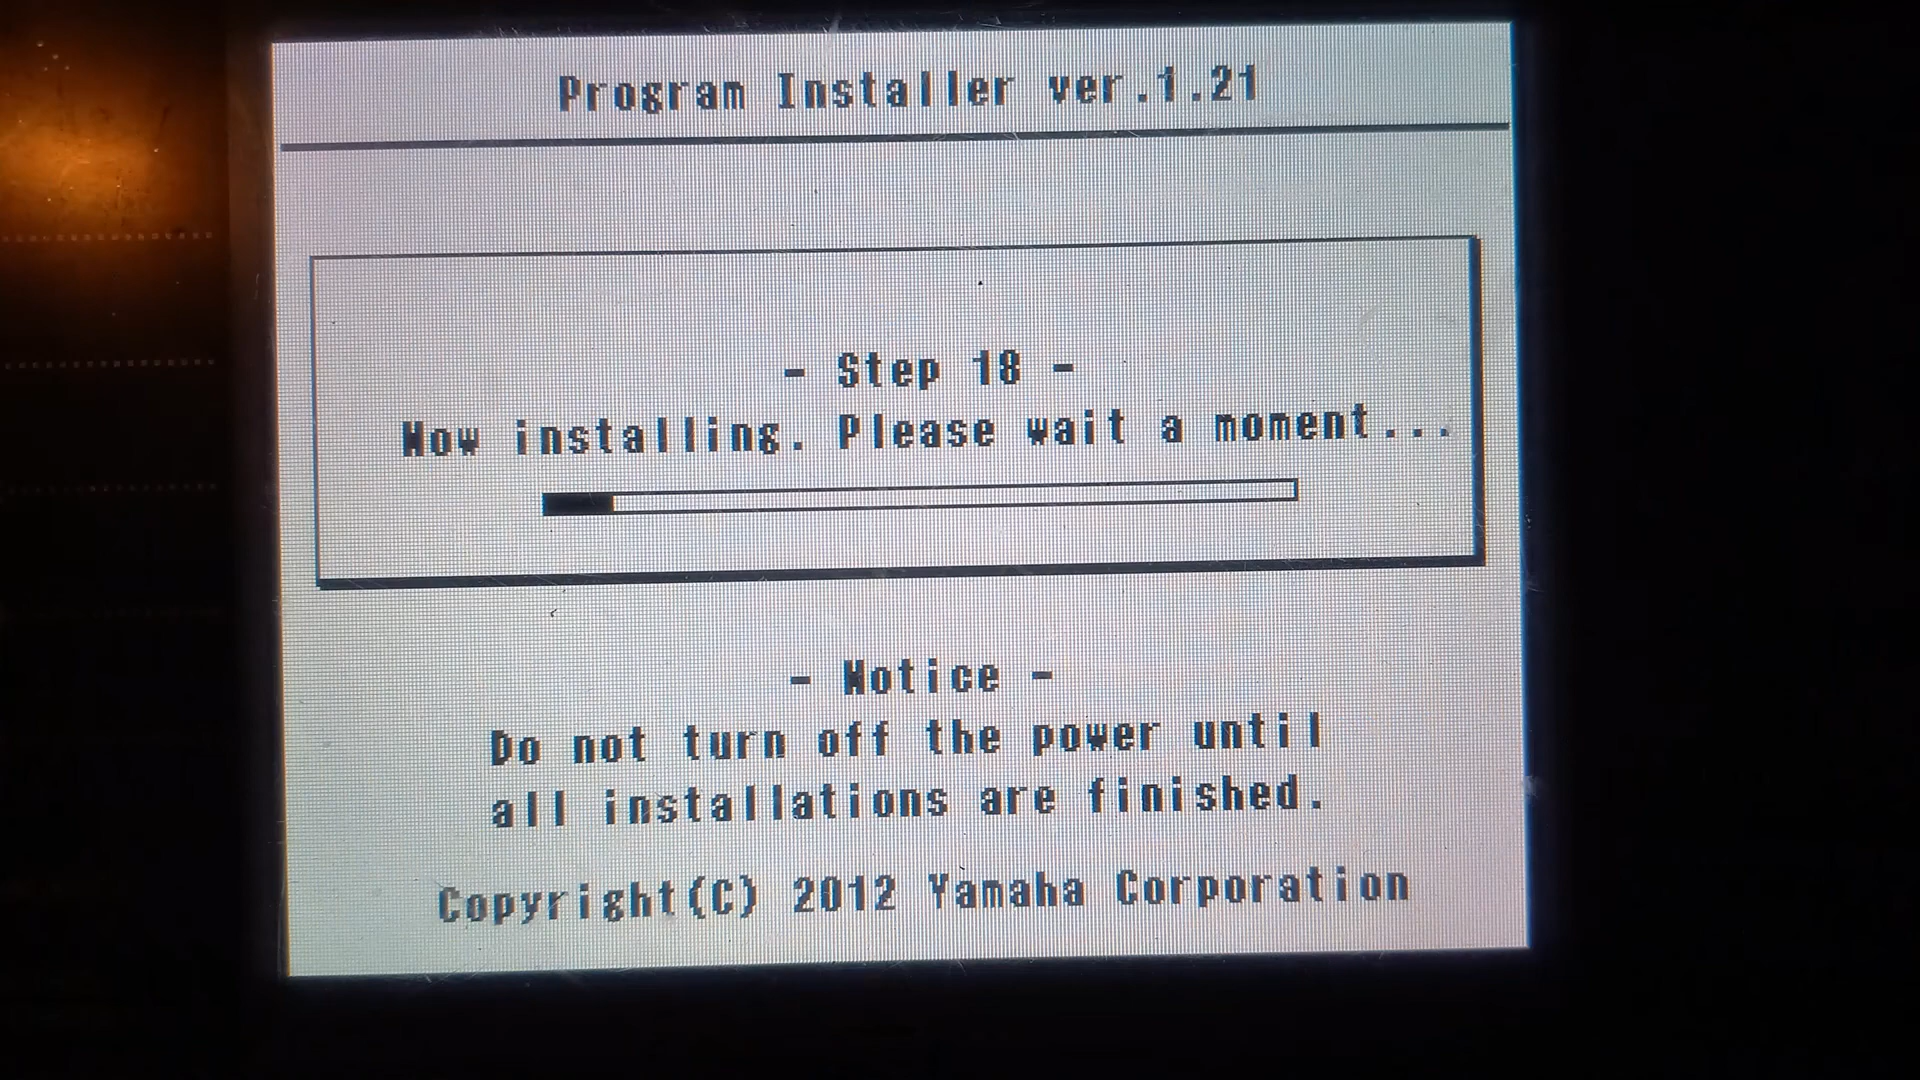 Program Installer ver.1.21
- Step 18 -
Now installing. Please wait a moment...
- Notice -
Do not turn off the power until
all installations are finished.
Copyright(C) 2012 Yamaha Corporation